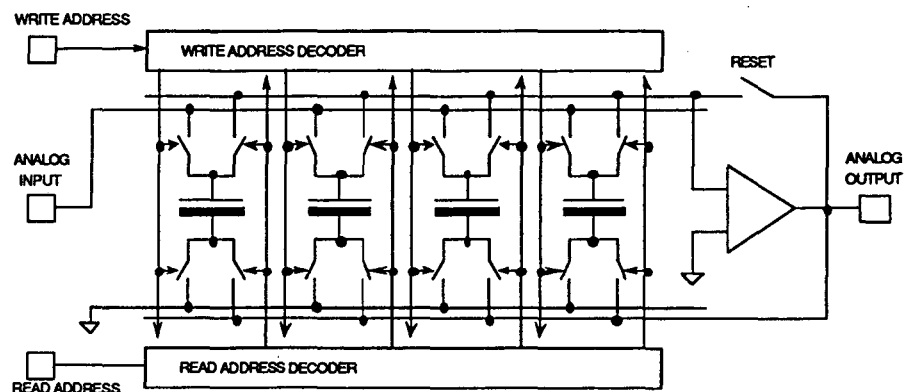 WRITE ADDRESS
WRITE ADDRESS DECODER
RESET
ANALOG
INPUT
ANALOG
OUTPUT
READ ADDRESS DECODER
READ ADDRESS